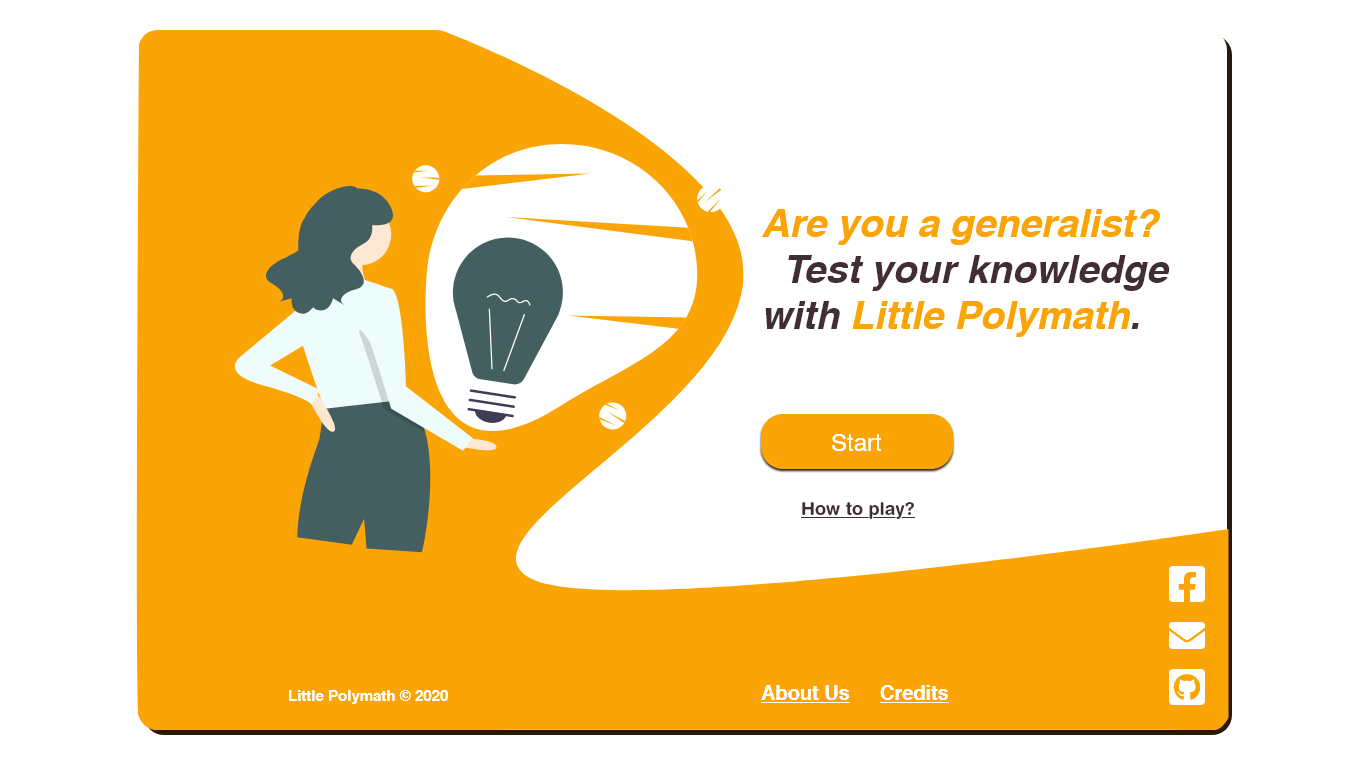 Are you a generalist?
Test your knowledge
with Little Polymath.
Start
How to play?
Little Polymath © 2020
About Us
Credits